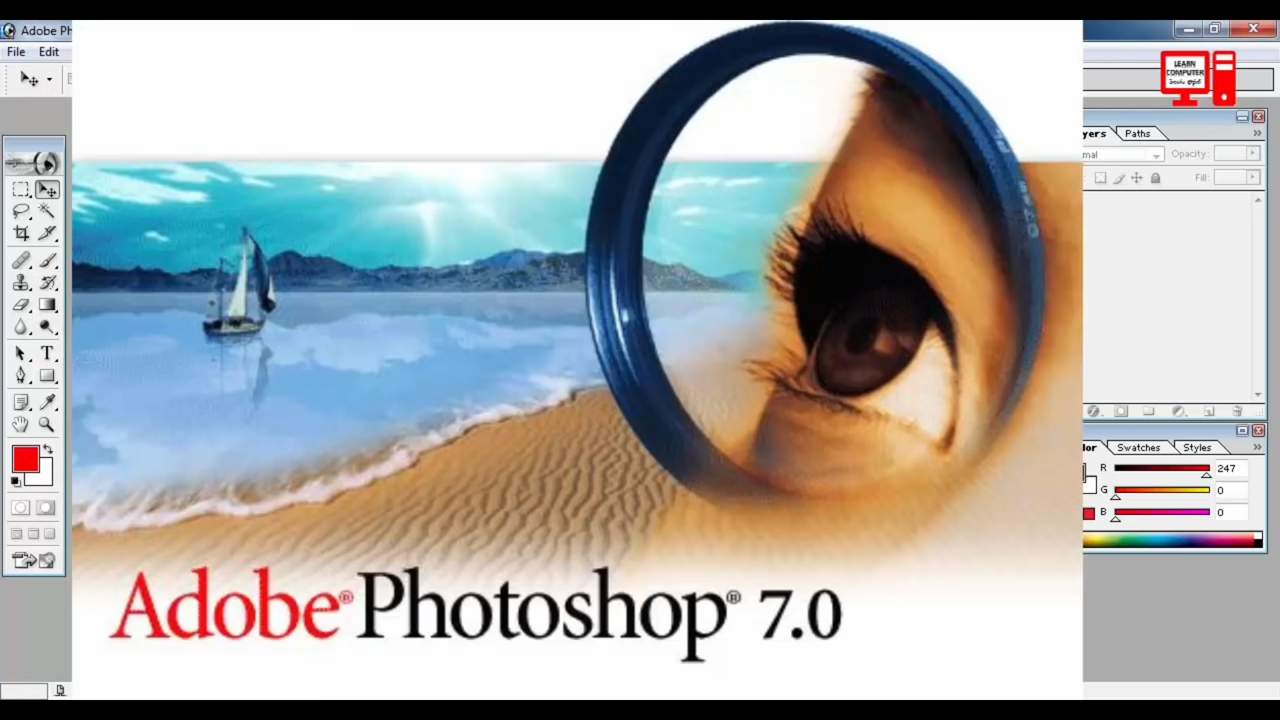 Adobe Ph
File Edit
LEARN
COMPUTER
yers Paths
mal Opacity:
Fill:
T
lor Swatches Styles
R 247
G 0
B 0
Adobe® Photoshop® 7.0